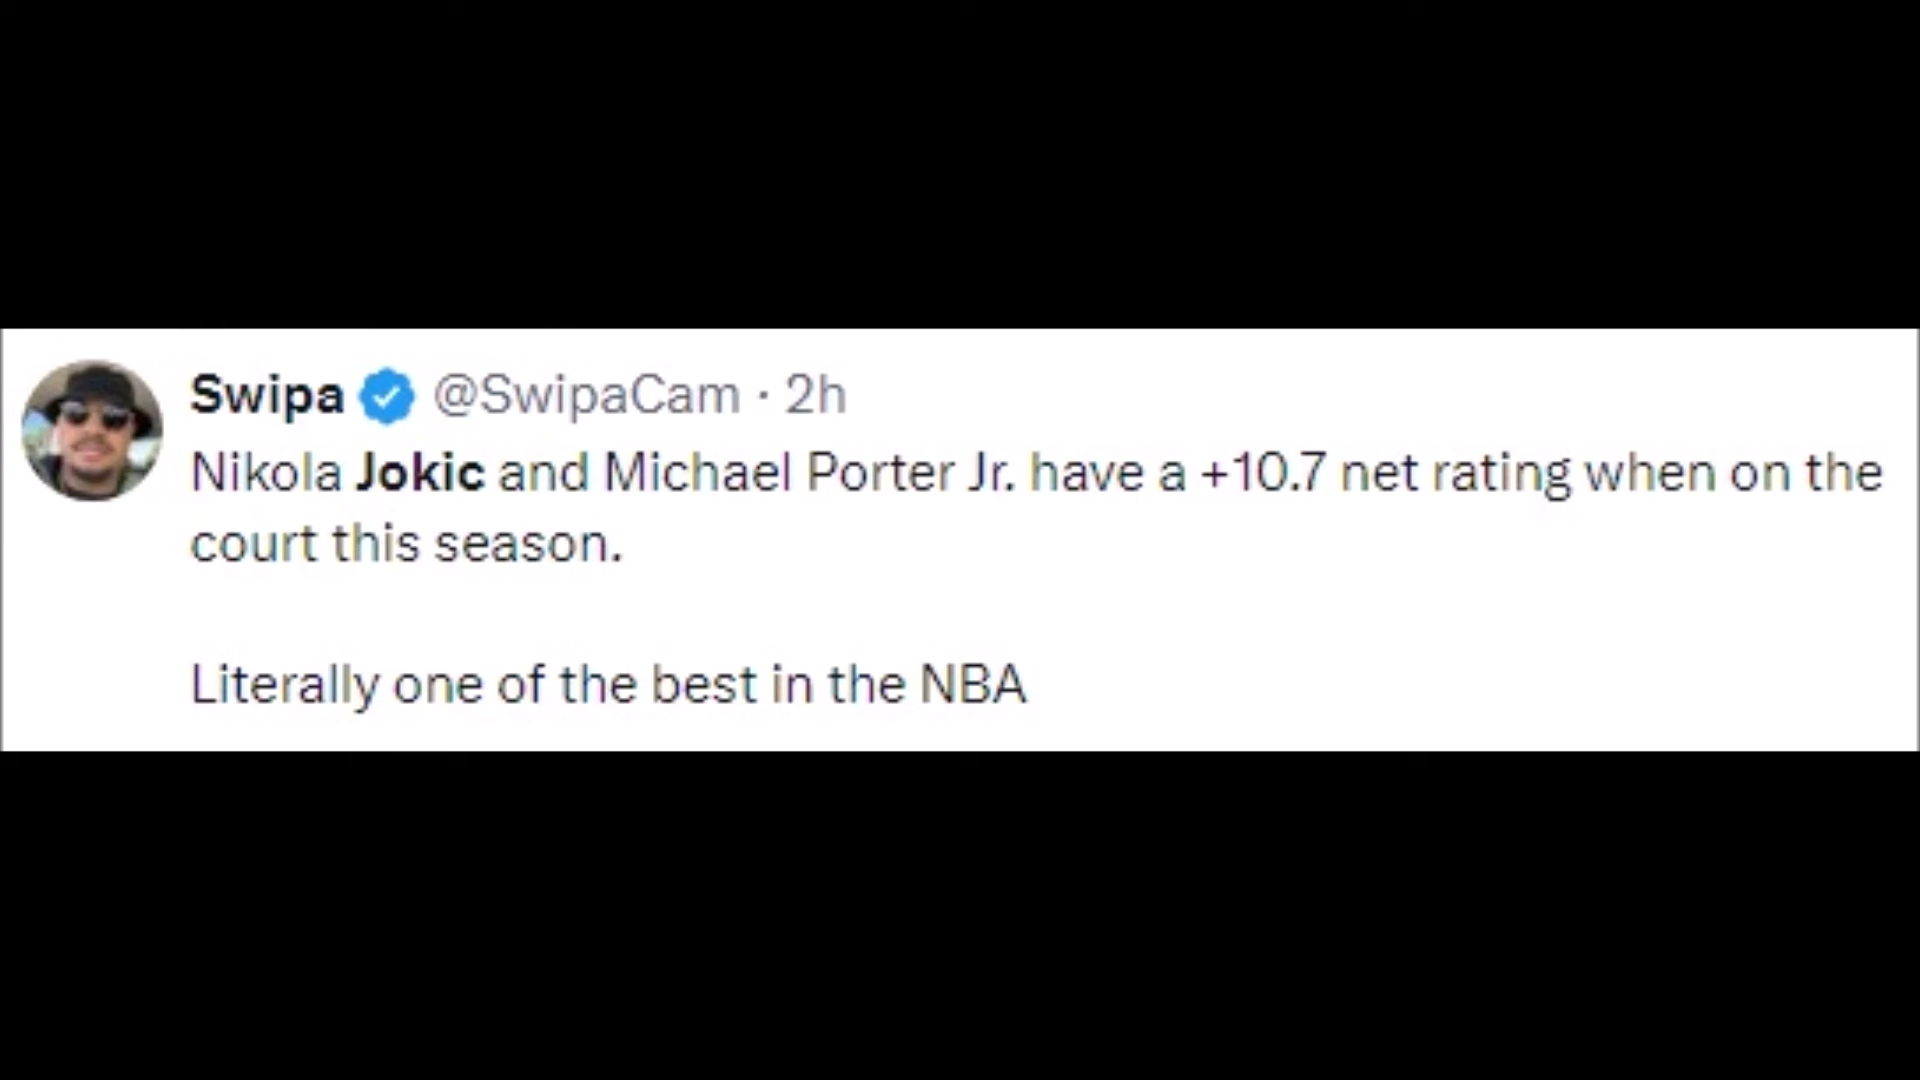 Swipa @SwipaCam · 2h
Nikola Jokic and Michael Porter Jr. have a +10.7 net rating when on the
court this season.
Literally one of the best in the NBA